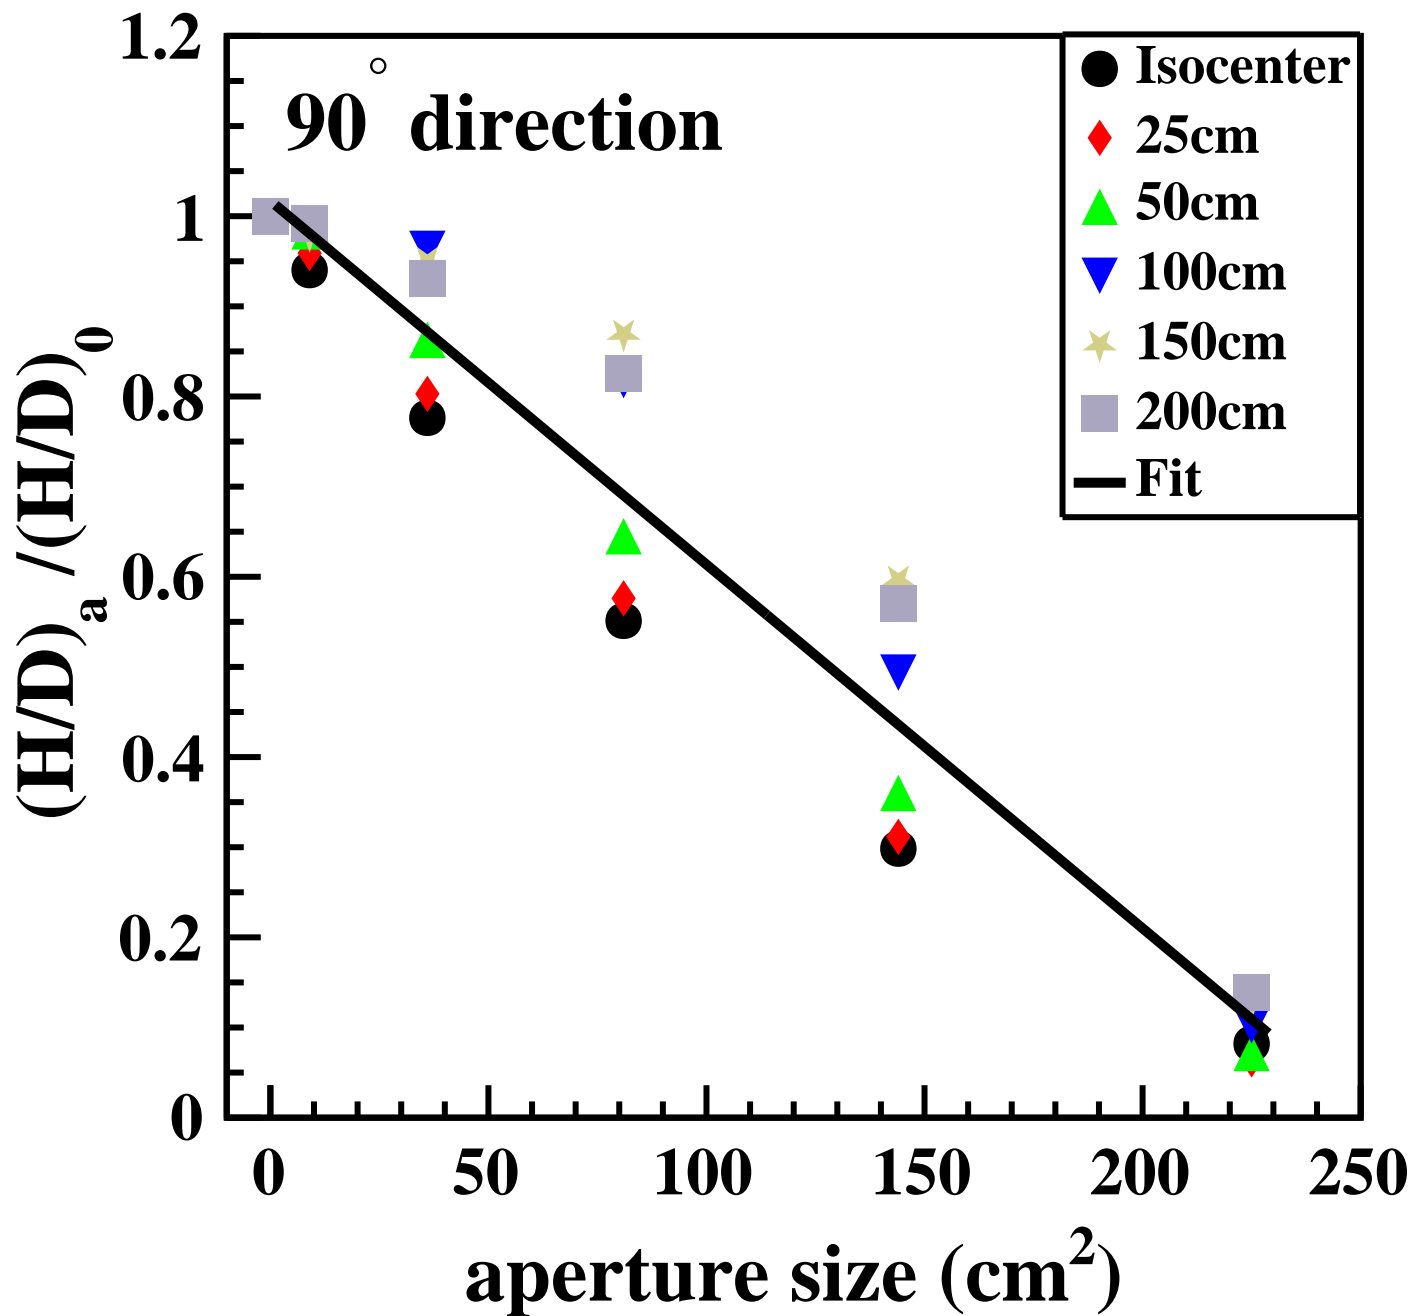 90° direction
Isocenter
25cm
50cm
100cm
150cm
200cm
Fit
1.2
1
0.8
0.6
0.4
0.2
0
(H/D)a /(H/D)0
0 50 100 150 200 250
aperture size (cm²)